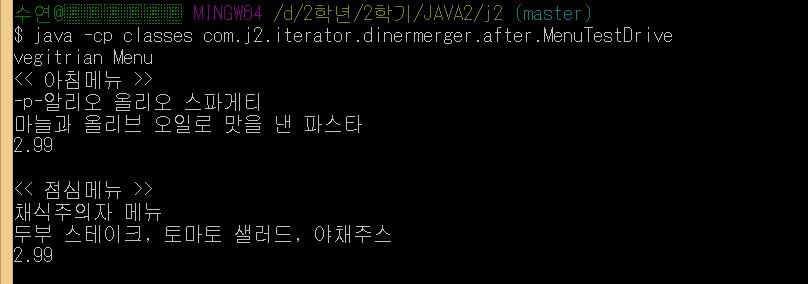 수연@ MINGW64 /d/2학년/2학기/JAVA2/j2 (master)
$ java -cp classes com.j2.iterator.dinermerger.after.MenuTestDrive
vegitrian Menu
<< 아침메뉴 >>
-p-알리오 올리오 스파게티
마늘과 올리브 오일로 맛을 낸 파스타
2.99
<< 점심메뉴 >>
채식주의자 메뉴
두부 스테이크, 토마토 샐러드, 야채주스
2.99